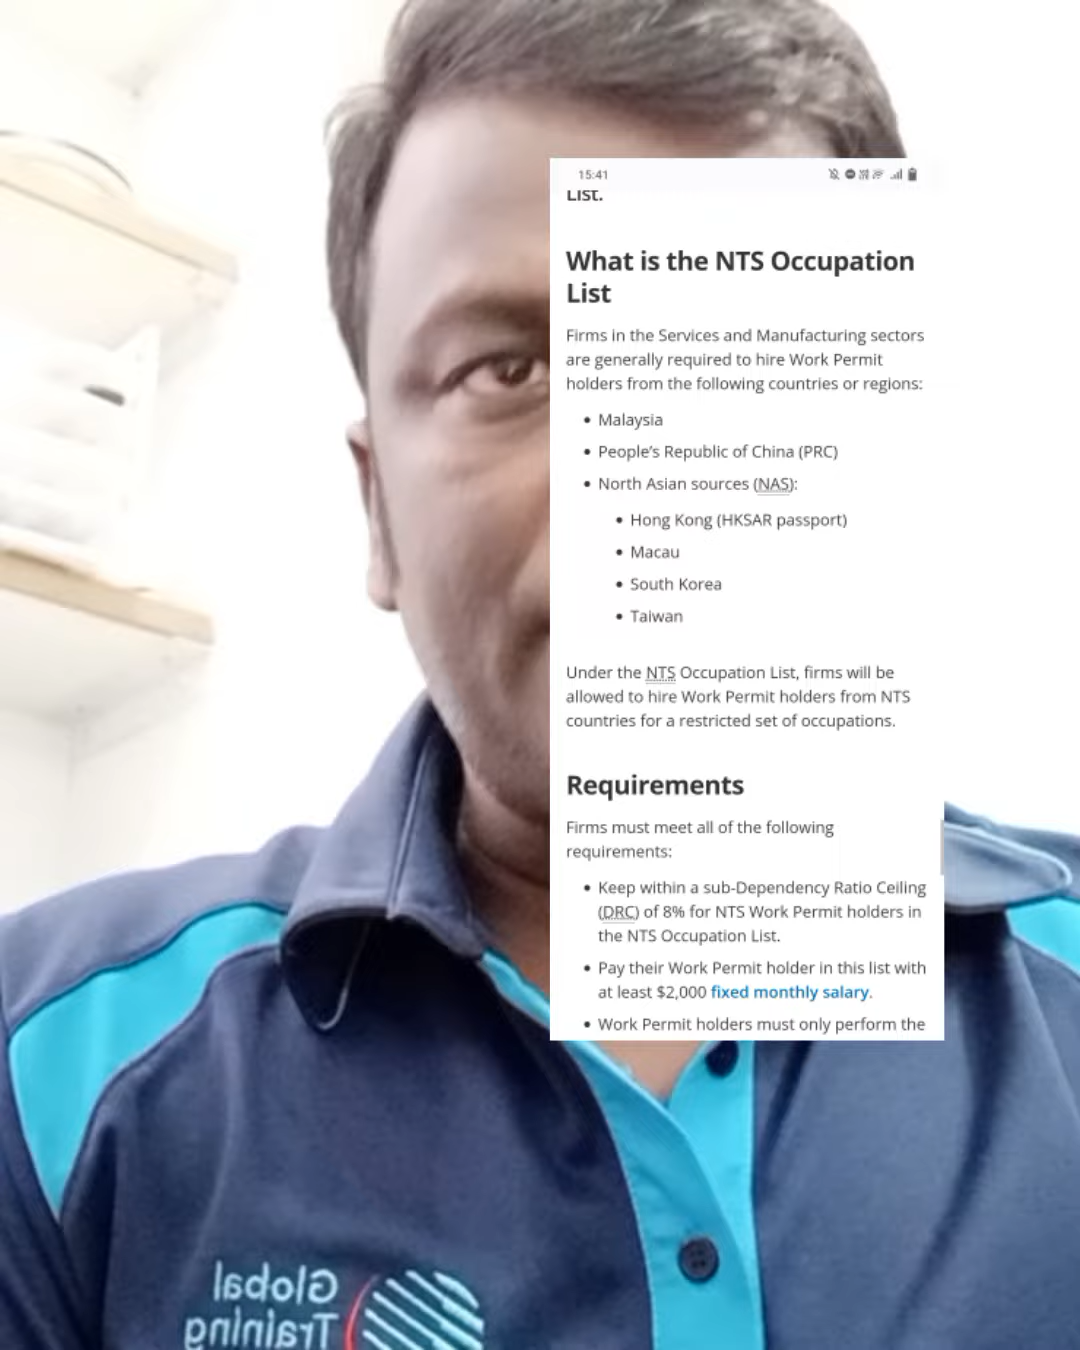 15:41
LIST.
What is the NTS Occupation
List
Firms in the Services and Manufacturing sectors
are generally required to hire Work Permit
holders from the following countries or regions:
• Malaysia
• People’s Republic of China (PRC)
• North Asian sources (NAS):
• Hong Kong (HKSAR passport)
• Macau
• South Korea
• Taiwan
Under the NTS Occupation List, firms will be
allowed to hire Work Permit holders from NTS
countries for a restricted set of occupations.
Requirements
Firms must meet all of the following
requirements:
• Keep within a sub-Dependency Ratio Ceiling
(DRC) of 8% for NTS Work Permit holders in
the NTS Occupation List.
• Pay their Work Permit holder in this list with
at least $2,000 fixed monthly salary.
• Work Permit holders must only perform the
Global
Training